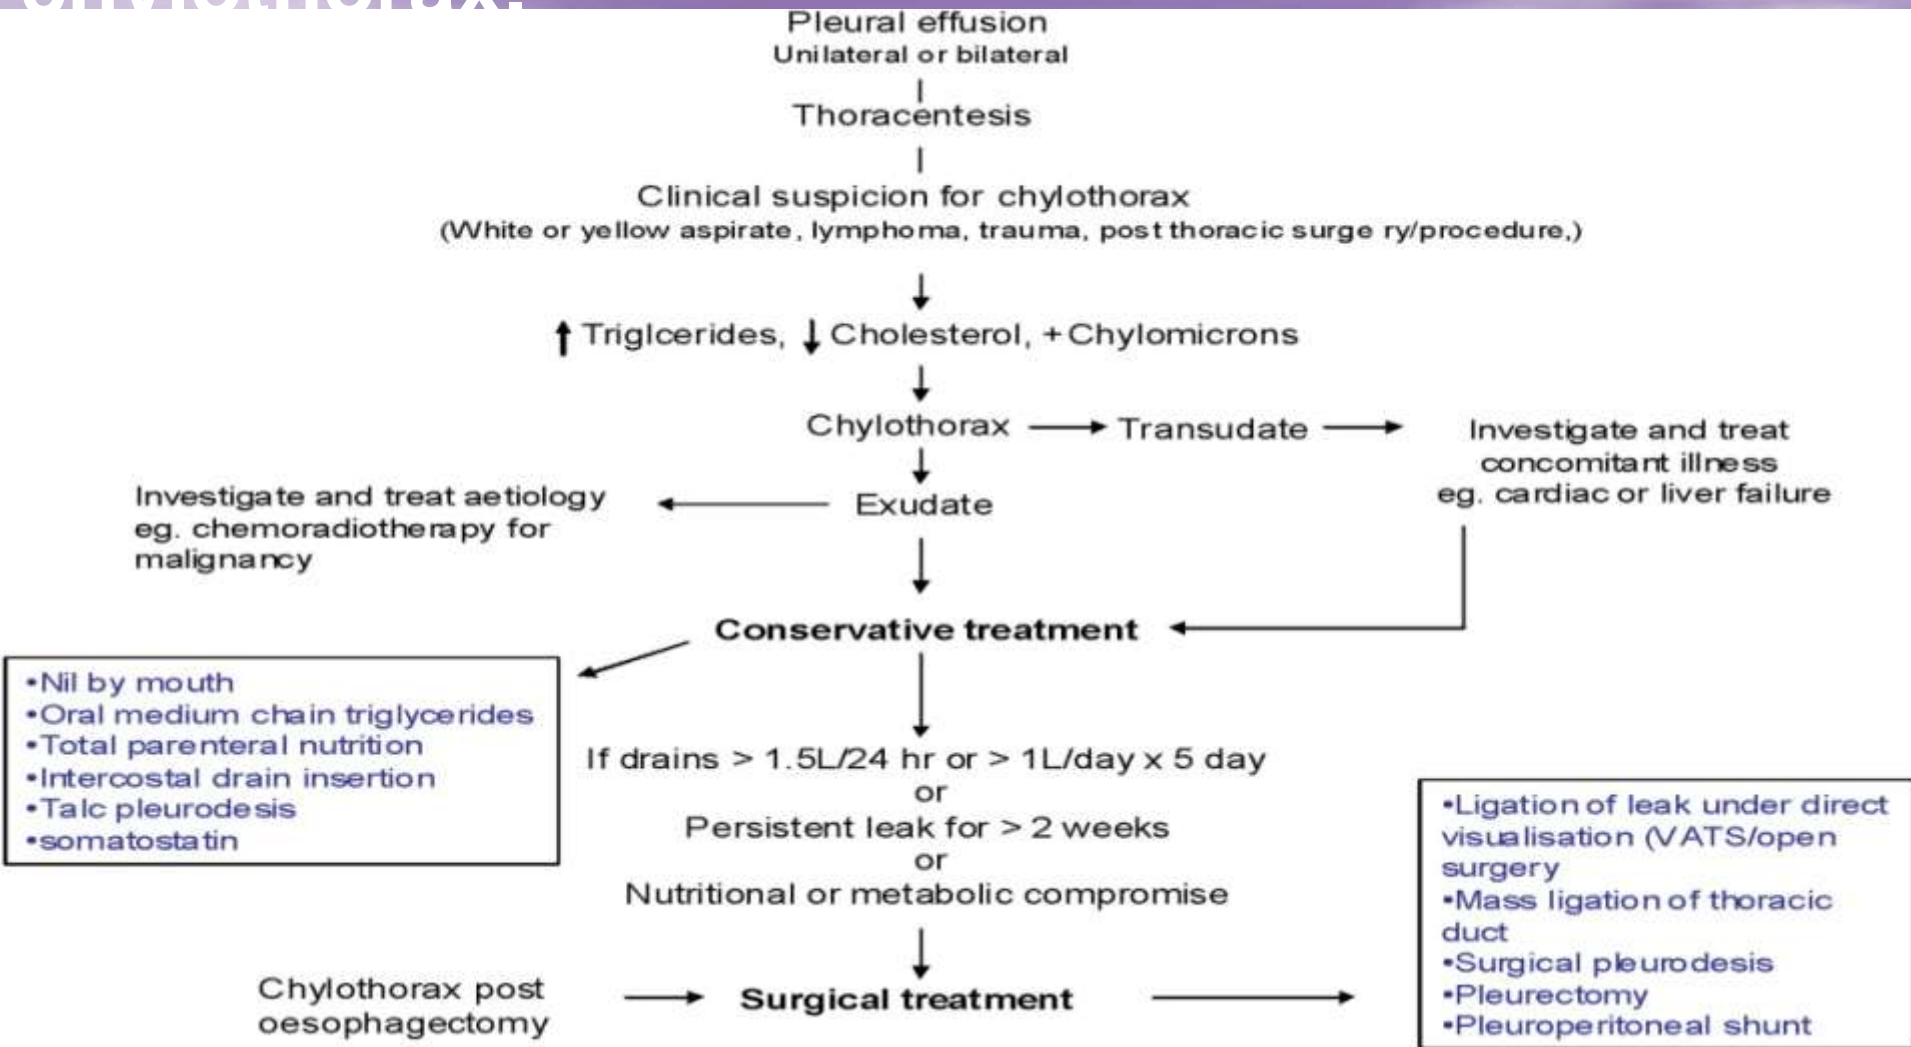 chylothorax.
Pleural effusion
Unilateral or bilateral
Thoracentesis
Clinical suspicion for chylothorax
(White or yellow aspirate, lymphoma, trauma, post thoracic surge ry/procedure,)
↑ Triglcerides, ↓ Cholesterol, + Chylomicrons
Chylothorax → Transudate →
Investigate and treat
concomitant illness
eg. cardiac or liver failure
Exudate
Investigate and treat aetiology
eg. chemoradiotherapy for
malignancy
Conservative treatment
•Nil by mouth
•Oral medium chain triglycerides
•Total parenteral nutrition
•Intercostal drain insertion
•Talc pleurodesis
•somatostatin
If drains > 1.5L/24 hr or > 1L/day x 5 day
or
Persistent leak for > 2 weeks
or
Nutritional or metabolic compromise
Chylothorax post
oesophagectomy
Surgical treatment
•Ligation of leak under direct
visualisation (VATS/open
surgery
•Mass ligation of thoracic
duct
•Surgical pleurodesis
•Pleurectomy
•Pleuroperitoneal shunt